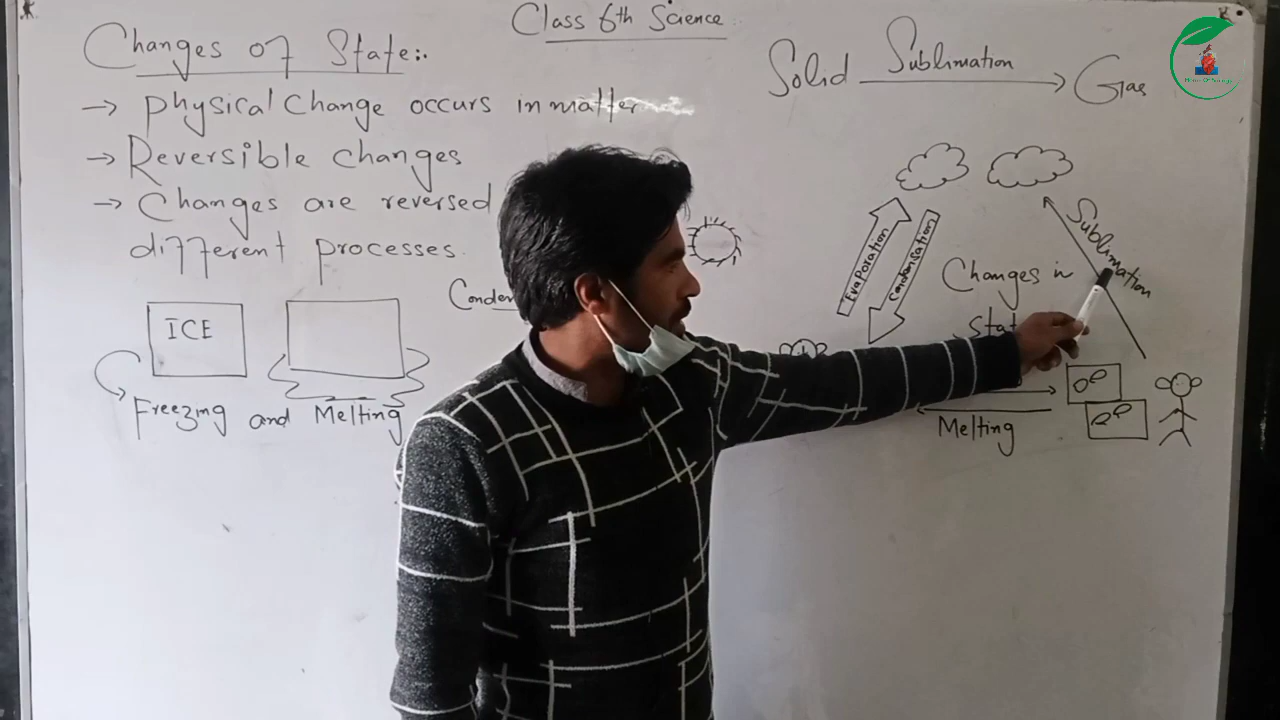 Class 6th Science
Changes of State:.
→ Physical Change occurs in matter
→ Reversible changes
→ Changes are reversed
different processes.
ICE
Freezing and Melting
Solid Sublimation → Gas
Evaporation
Condensation
Sublimation
Changes in
Melting